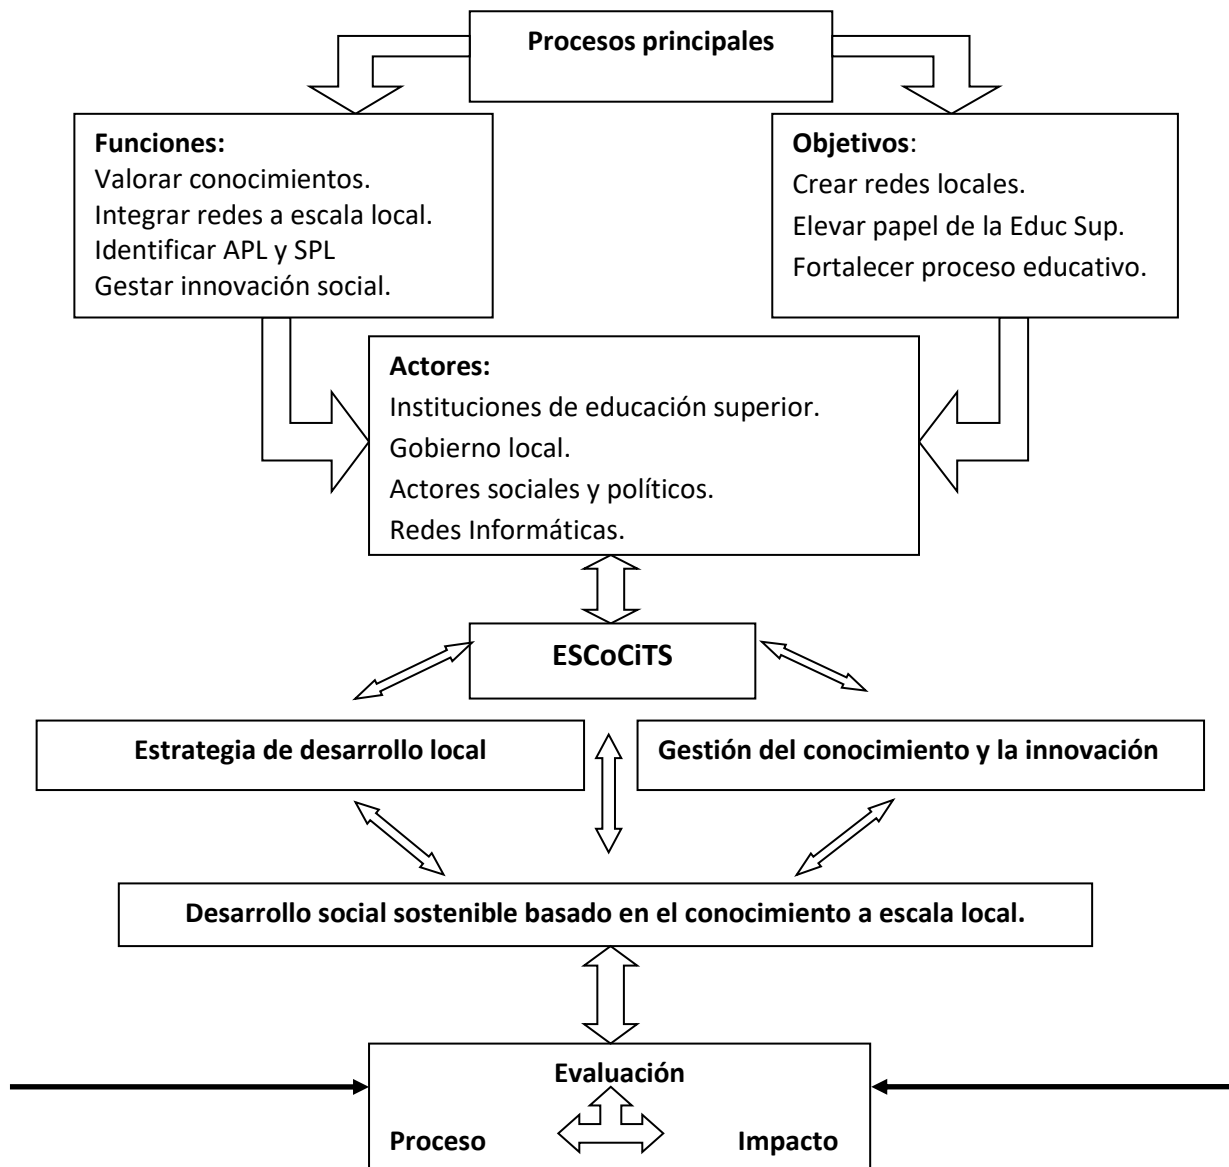 Procesos principales
Funciones:
Valorar conocimientos.
Integrar redes a escala local.
Identificar APL y SPL
Gestar innovación social.
Objetivos:
Crear redes locales.
Elevar papel de la Educ Sup.
Fortalecer proceso educativo.
Actores:
Instituciones de educación superior.
Gobierno local.
Actores sociales y políticos.
Redes Informáticas.
ESCoCiTS
Estrategia de desarrollo local
Gestión del conocimiento y la innovación
Desarrollo social sostenible basado en el conocimiento a escala local.
Evaluación
Proceso Impacto